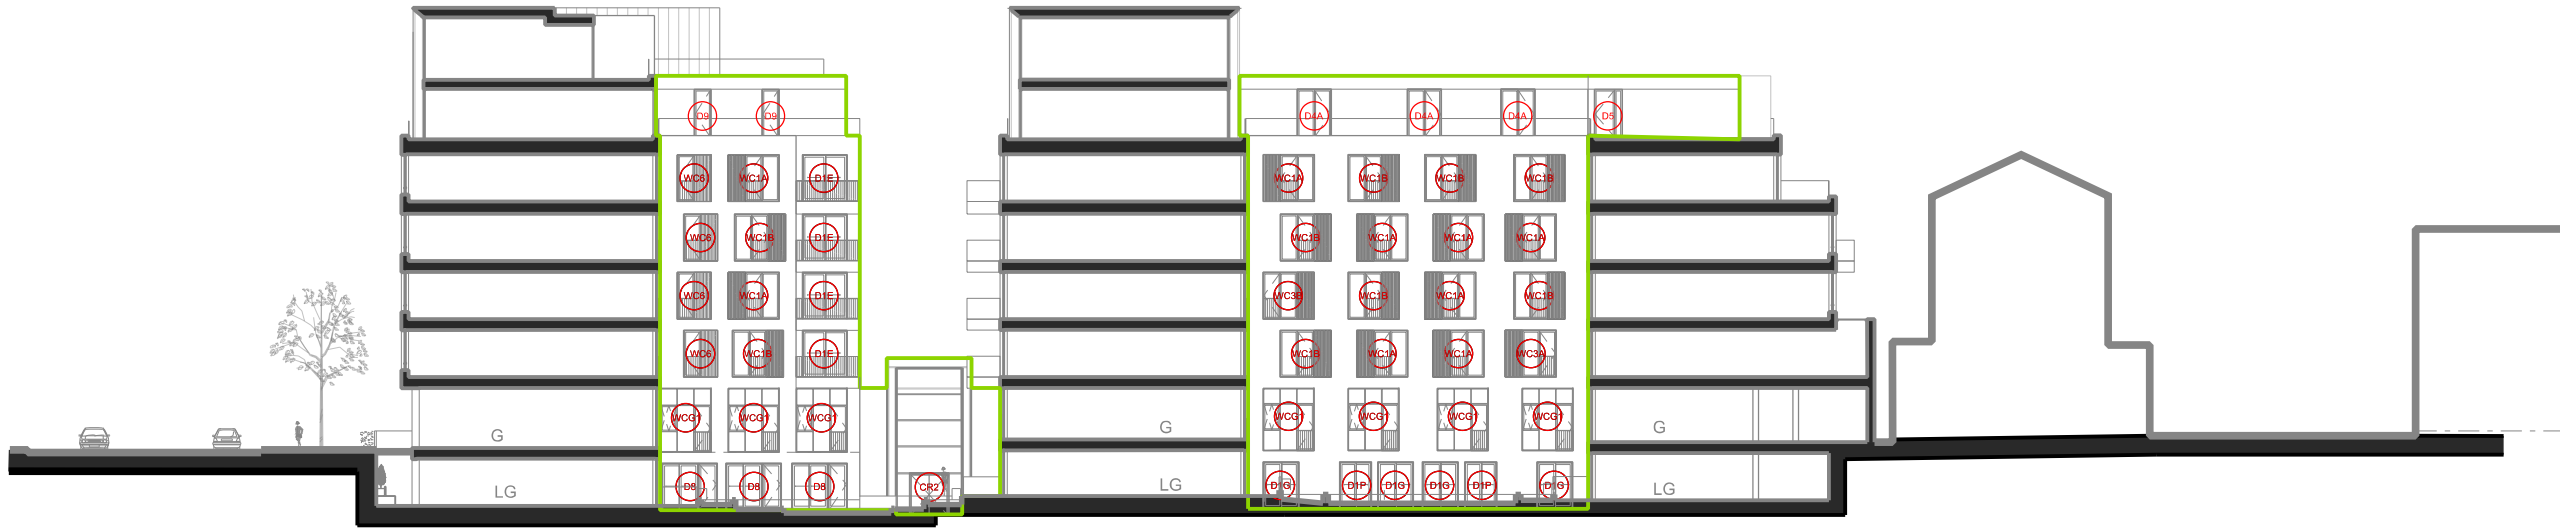 O9 O9 D4A D4A D4A D5
WC6 WC1A D1E WC1A WC1B WC1B WC1B
WC6 WC1B D1E WC1B WC1A WC1A WC1A
WC6 WC1A D1E WC3B WC1B WC1A WC1B
WC6 WC1B D1E WC1B WC1A WC1A WC3A
G WCG1 WCG1 WCG1 G WCG1 WCG1 WCG1 WCG1 G
LG D8 D8 D8 CR2 LG D1G D1P D1G D1G D1P D1G LG